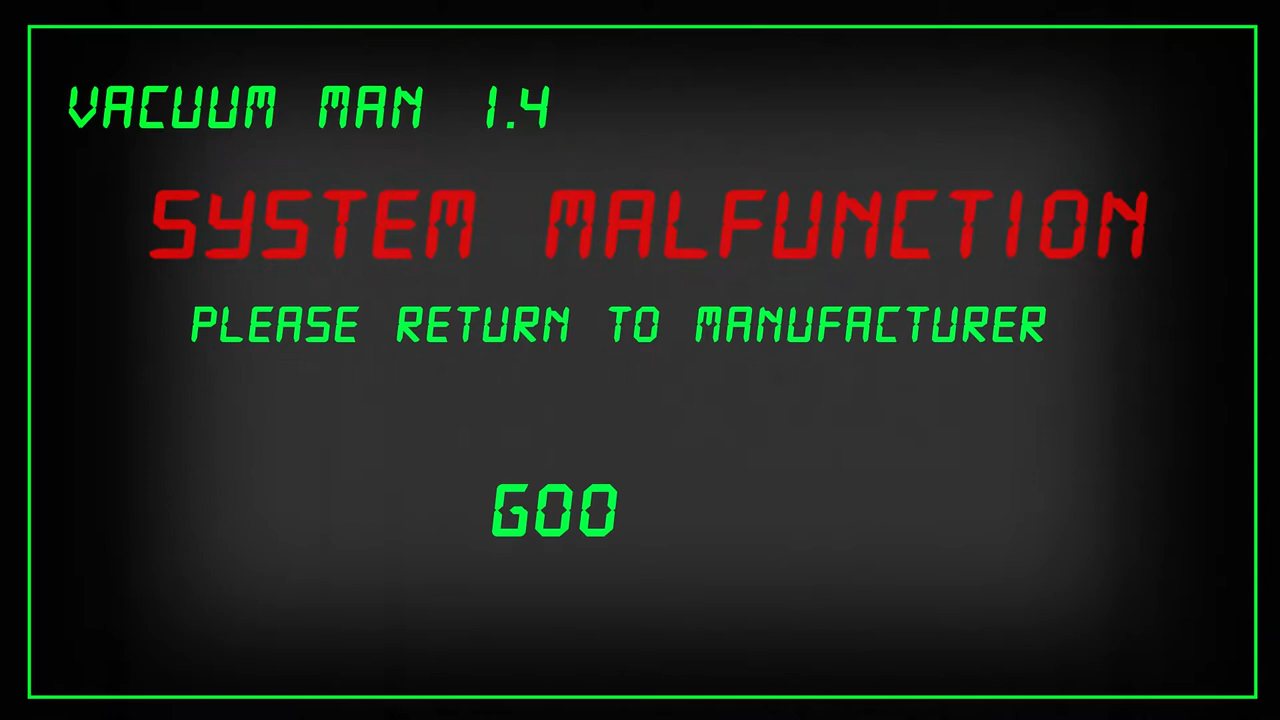 VACUUM MAN 1.4
SYSTEM MALFUNCTION
PLEASE RETURN TO MANUFACTURER
GOO